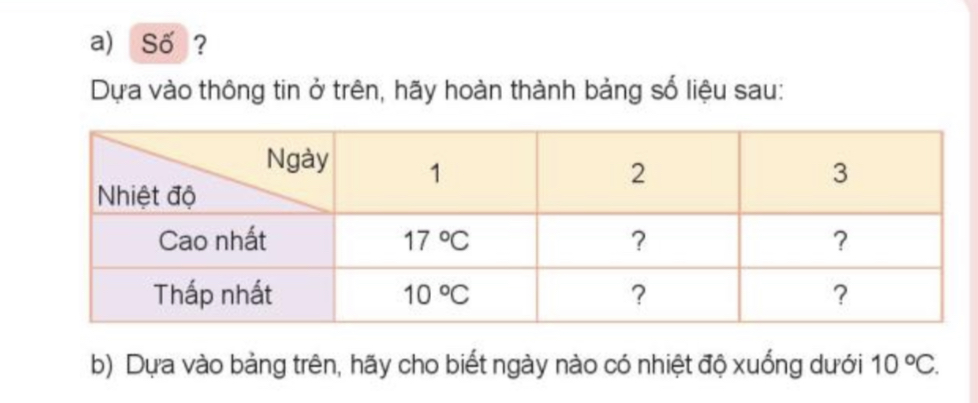 a) Số ?
Dựa vào thông tin ở trên, hãy hoàn thành bảng số liệu sau:
Ngày 1 2 3
Nhiệt độ
Cao nhất 17 ºC ? ?
Thấp nhất 10 ºC ? ?
b) Dựa vào bảng trên, hãy cho biết ngày nào có nhiệt độ xuống dưới 10 ºC.